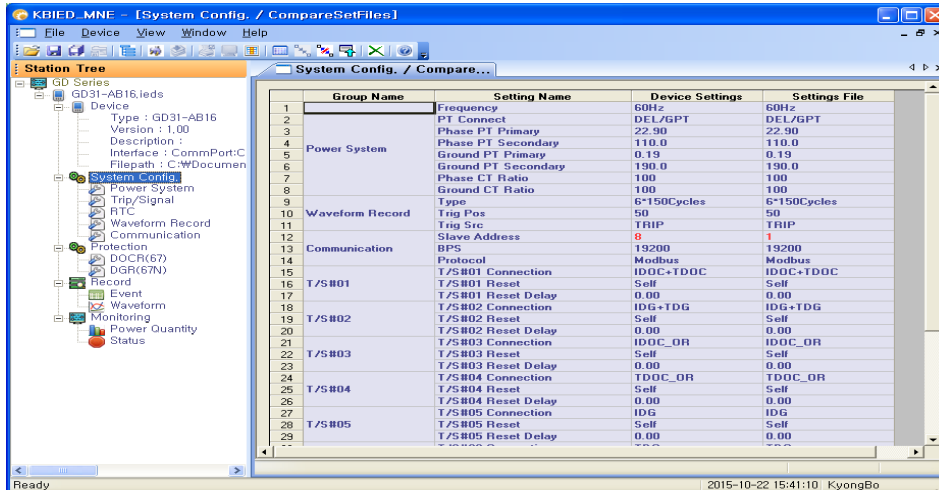 KBIED_MNE - [System Config. / CompareSetFiles]
File Device View Window Help
Station Tree
System Config. / Compare...
GD Series
GD31-AB16.ieds
Device
Type : GD31-AB16
Version : 1,00
Description :
Interface : CommPort:C
Filepath : C:₩Documen
System Config.
Power System
Trip/Signal
RTC
Waveform Record
Communication
Protection
DOCR(67)
DGR(67N)
Record
Event
Waveform
Monitoring
Power Quantity
Status
Group Name Setting Name Device Settings Settings File
1 Frequency 60Hz 60Hz
2 PT Connect DEL/GPT DEL/GPT
3 Phase PT Primary 22.90 22.90
4 Phase PT Secondary 110.0 110.0
Power System
5 Ground PT Primary 0.19 0.19
6 Ground PT Secondary 190.0 190.0
7 Phase CT Ratio 100 100
8 Ground CT Ratio 100 100
9 Type 6*150Cycles 6*150Cycles
10 Waveform Record Trig Pos 50 50
11 Trig Src TRIP TRIP
12 Slave Address 8 1
13 Communication BPS 19200 19200
14 Protocol Modbus Modbus
15 T/S#01 Connection IDOC+TDOC IDOC+TDOC
16 T/S#01 T/S#01 Reset Self Self
17 T/S#01 Reset Delay 0.00 0.00
18 T/S#02 Connection IDG+TDG IDG+TDG
19 T/S#02 T/S#02 Reset Self Self
20 T/S#02 Reset Delay 0.00 0.00
21 T/S#03 Connection IDOC_OR IDOC_OR
22 T/S#03 T/S#03 Reset Self Self
23 T/S#03 Reset Delay 0.00 0.00
24 T/S#04 Connection TDOC_OR TDOC_OR
25 T/S#04 T/S#04 Reset Self Self
26 T/S#04 Reset Delay 0.00 0.00
27 T/S#05 Connection IDG IDG
28 T/S#05 T/S#05 Reset Self Self
29 T/S#05 Reset Delay 0.00 0.00
Ready 2015-10-22 15:41:10 KyongBo